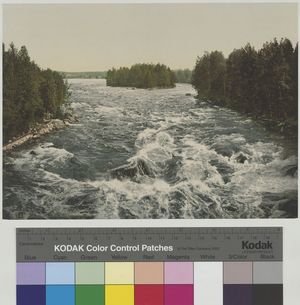 KODAK Color Control Patches
Kodak
Blue Cyan Green Yellow Red Magenta White 3/Color Black